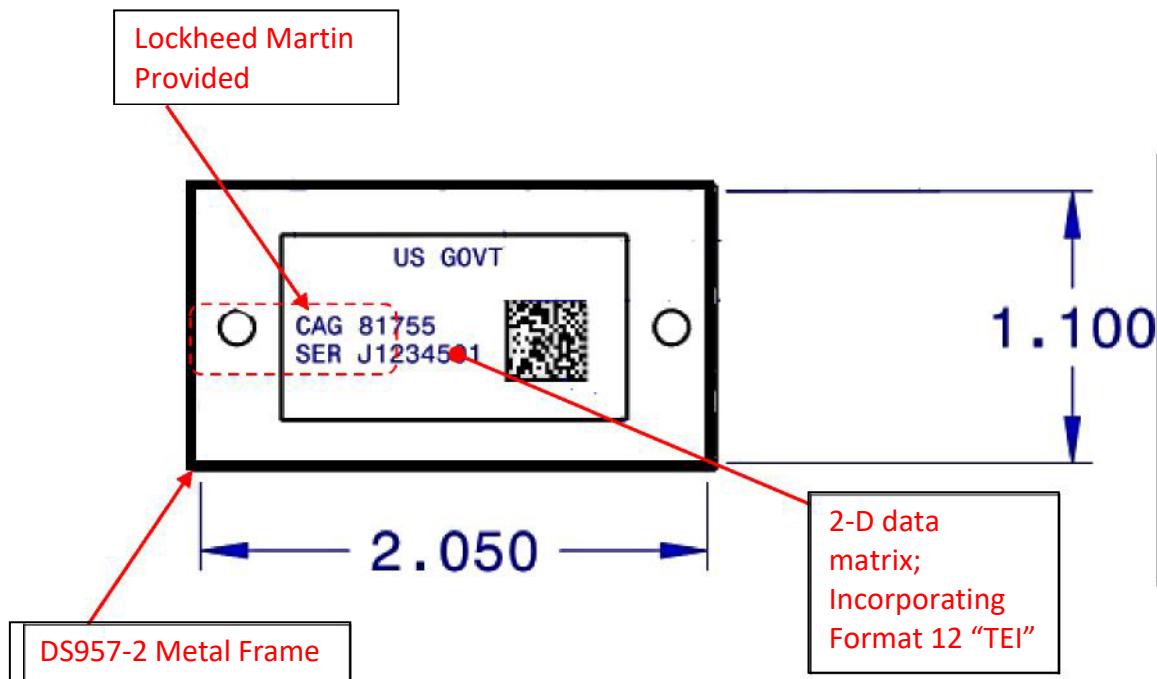 Lockheed Martin
Provided
US GOVT
CAG 81755
SER
1.100
2.050
2-D data
matrix;
Incorporating
Format 12 “TEI”
DS957-2 Metal Frame